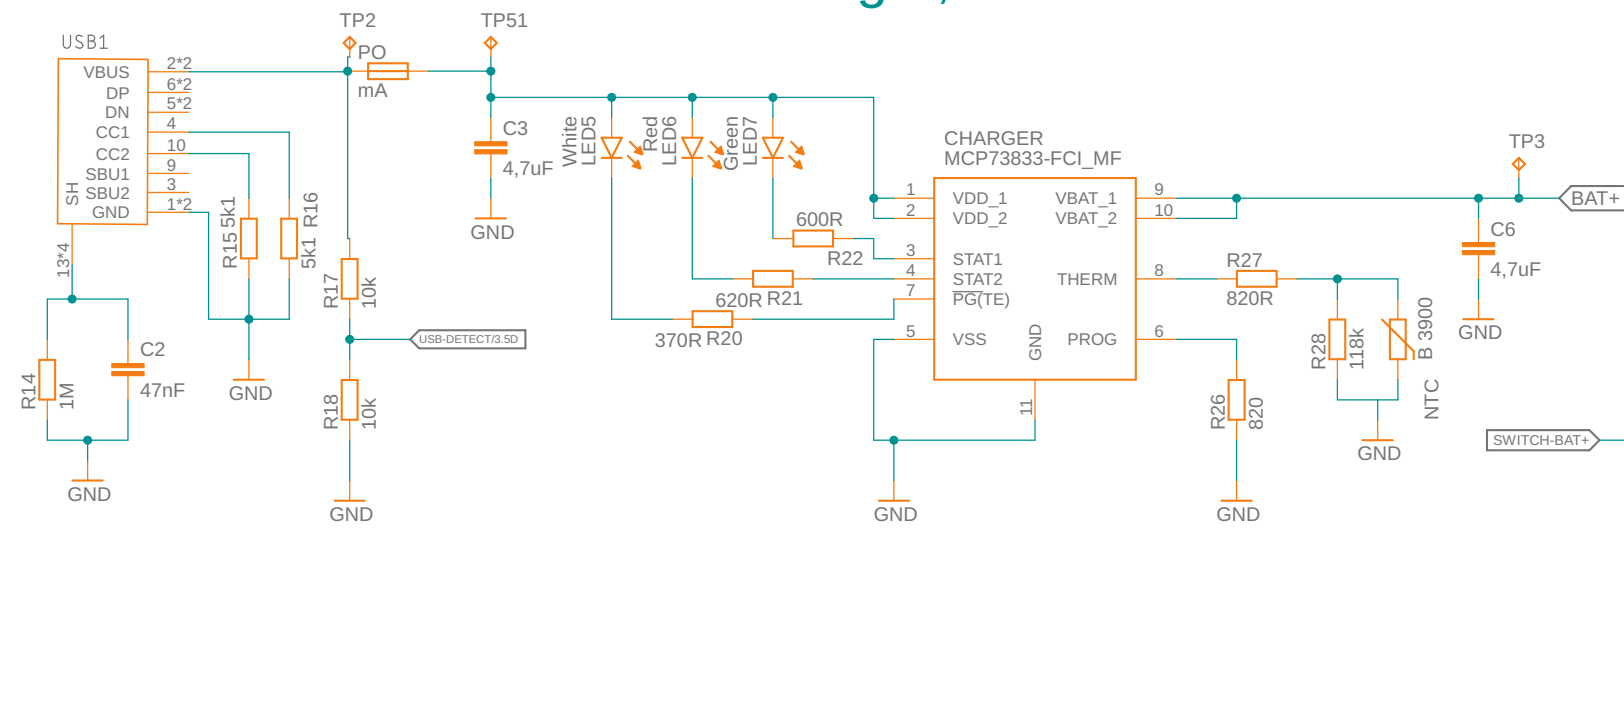 TP2
TP51
USB1
PO
mA
VBUS
2*2
DP
6*2
DN
5*2
CC1
4
CC2
10
SBU1
9
SBU2
3
GND
1*2
SH
13*4
R15 5k1
5k1 R16
R14
1M
C2
47nF
GND
GND
R17
10k
USB-DETECT/3.5D
R18
10k
GND
C3
4,7uF
GND
White
LED5
Red
LED6
Green
LED7
600R
R22
620R R21
370R R20
CHARGER
MCP73833-FCI_MF
1
VDD_1
VBAT_1
9
2
VDD_2
VBAT_2
10
3
STAT1
4
STAT2
THERM
8
7
PG(TE)
5
VSS
GND
PROG
6
11
GND
R27
820R
R26
820
GND
R28
118k
B 3900
NTC
GND
TP3
BAT+
C6
4,7uF
GND
SWITCH-BAT+